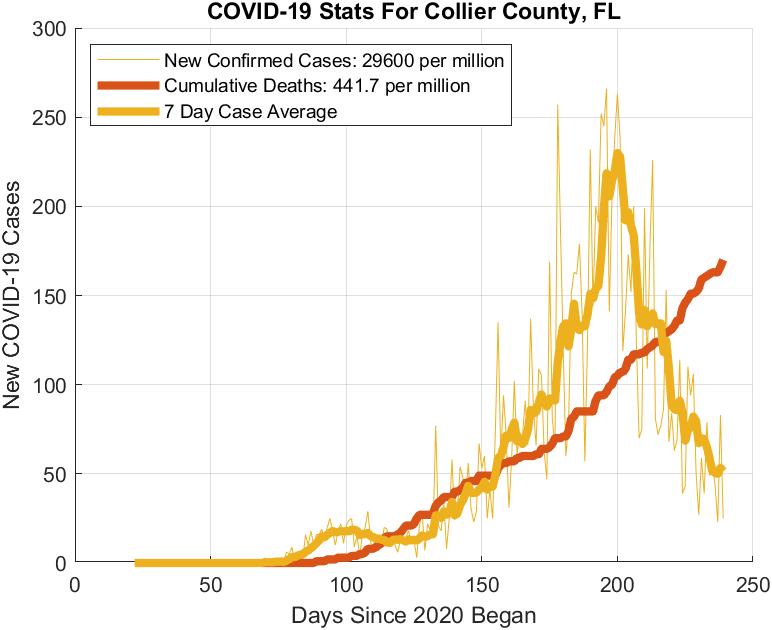 COVID-19 Stats For Collier County, FL
New Confirmed Cases: 29600 per million
Cumulative Deaths: 441.7 per million
7 Day Case Average
New COVID-19 Cases
300
250
200
150
100
50
0
0 50 100 150 200 250
Days Since 2020 Began